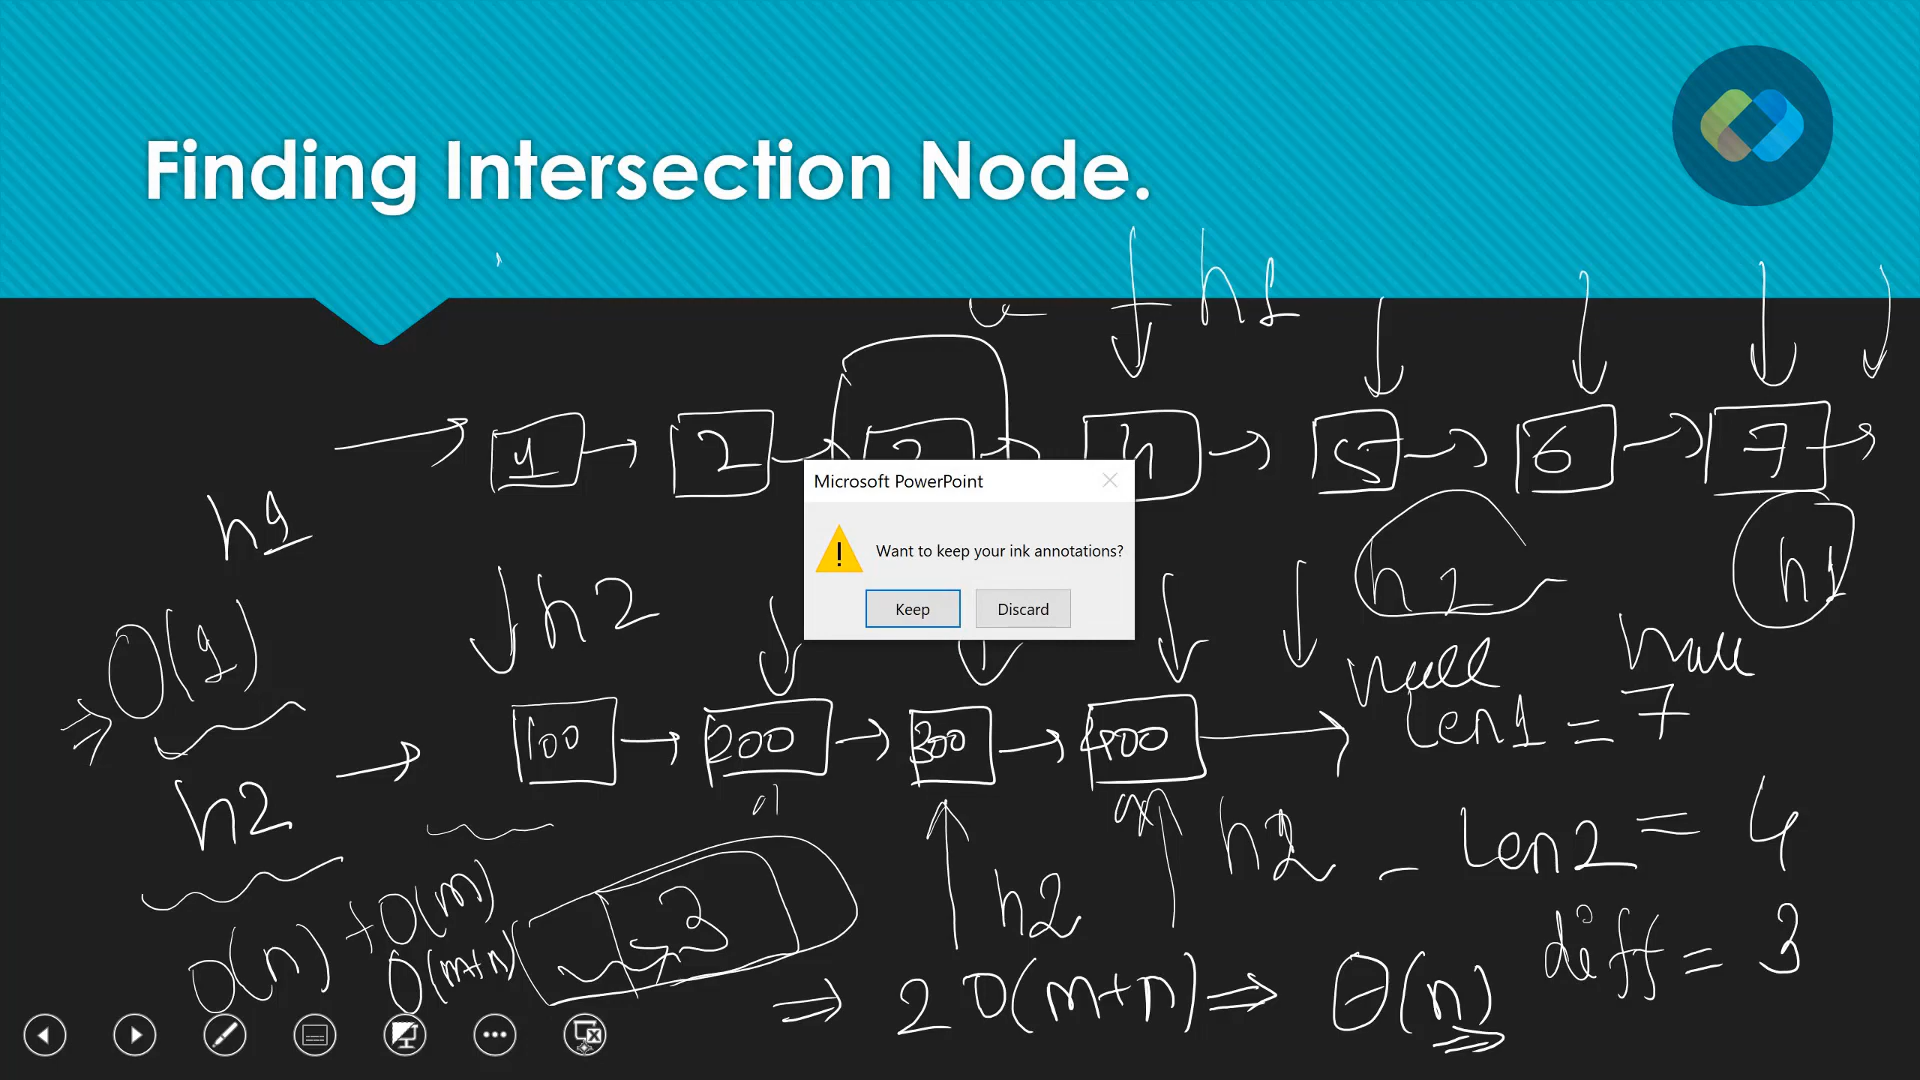 Finding Intersection Node.
h1
1 2 4 5 6 7
h1
Microsoft PowerPoint
Want to keep your ink annotations?
Keep Discard
h2
h2
h1
O(1)
null
null
len1 = 7
100 200 300 400
h2
h2
- len2 = 4
O(n) + O(m)
O(m+n)
3
h2
diff = 3
⇒ 2 O(m+n) ⇒ θ(n)